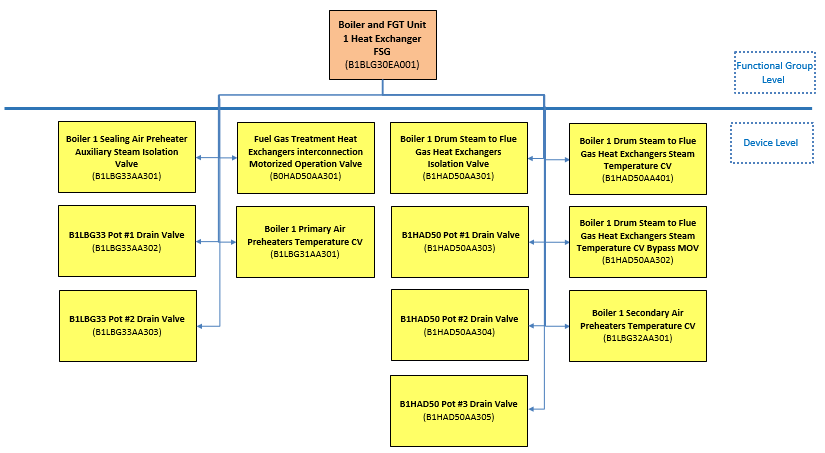 Boiler and FGT Unit
1 Heat Exchanger
FSG
(B1BLG30EA001)
Functional Group
Level
Device Level
Boiler 1 Sealing Air Preheater
Auxiliary Steam Isolation
Valve
(B1LBG33AA301)
Fuel Gas Treatment Heat
Exchangers interconnection
Motorized Operation Valve
(B0HAD50AA301)
Boiler 1 Drum Steam to Flue
Gas Heat Exchangers
Isolation Valve
(B1HAD50AA301)
Boiler 1 Drum Steam to Flue
Gas Heat Exchangers Steam
Temperature CV
(B1HAD50AA401)
B1LBG33 Pot #1 Drain Valve
(B1LBG33AA302)
Boiler 1 Primary Air
Preheaters Temperature CV
(B1LBG31AA301)
B1HAD50 Pot #1 Drain Valve
(B1HAD50AA303)
Boiler 1 Drum Steam to Flue
Gas Heat Exchangers Steam
Temperature CV Bypass MOV
(B1HAD50AA302)
B1LBG33 Pot #2 Drain Valve
(B1LBG33AA303)
B1HAD50 Pot #2 Drain Valve
(B1HAD50AA304)
Boiler 1 Secondary Air
Preheaters Temperature CV
(B1LBG32AA301)
B1HAD50 Pot #3 Drain Valve
(B1HAD50AA305)